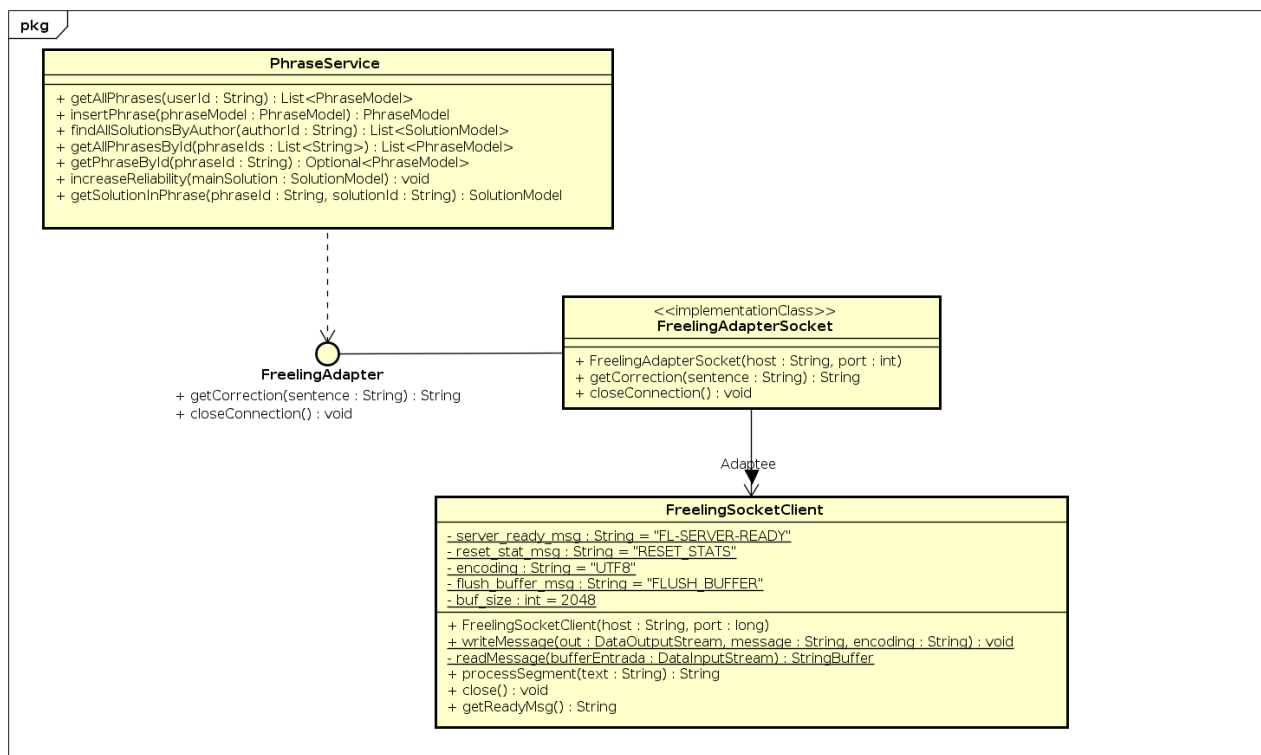 pkg
PhraseService
+ getAllPhrases(userId : String) : List<PhraseModel>
+ insertPhrase(phraseModel : PhraseModel) : PhraseModel
+ findAllSolutionsByAuthor(authorId : String) : List<SolutionModel>
+ getAllPhrasesById(phraseIds : List<String>) : List<PhraseModel>
+ getPhraseById(phraseId : String) : Optional<PhraseModel>
+ increaseReliability(mainSolution : SolutionModel) : void
+ getSolutionInPhrase(phraseId : String, solutionId : String) : SolutionModel
FreelingAdapter
+ getCorrection(sentence : String) : String
+ closeConnection() : void
<<implementationClass>>
FreelingAdapterSocket
+ FreelingAdapterSocket(host : String, port : int)
+ getCorrection(sentence : String) : String
+ closeConnection() : void
Adaptee
FreelingSocketClient
- server_ready_msg : String = "FL-SERVER-READY"
- reset_stat_msg : String = "RESET_STATS"
- encoding : String = "UTF8"
- flush_buffer_msg : String = "FLUSH_BUFFER"
- buf_size : int = 2048
+ FreelingSocketClient(host : String, port : long)
+ writeMessage(out : DataOutputStream, message : String, encoding : String) : void
- readMessage(bufferEntrada : DataInputStream) : StringBuffer
+ processSegment(text : String) : String
+ close() : void
+ getReadyMsg() : String